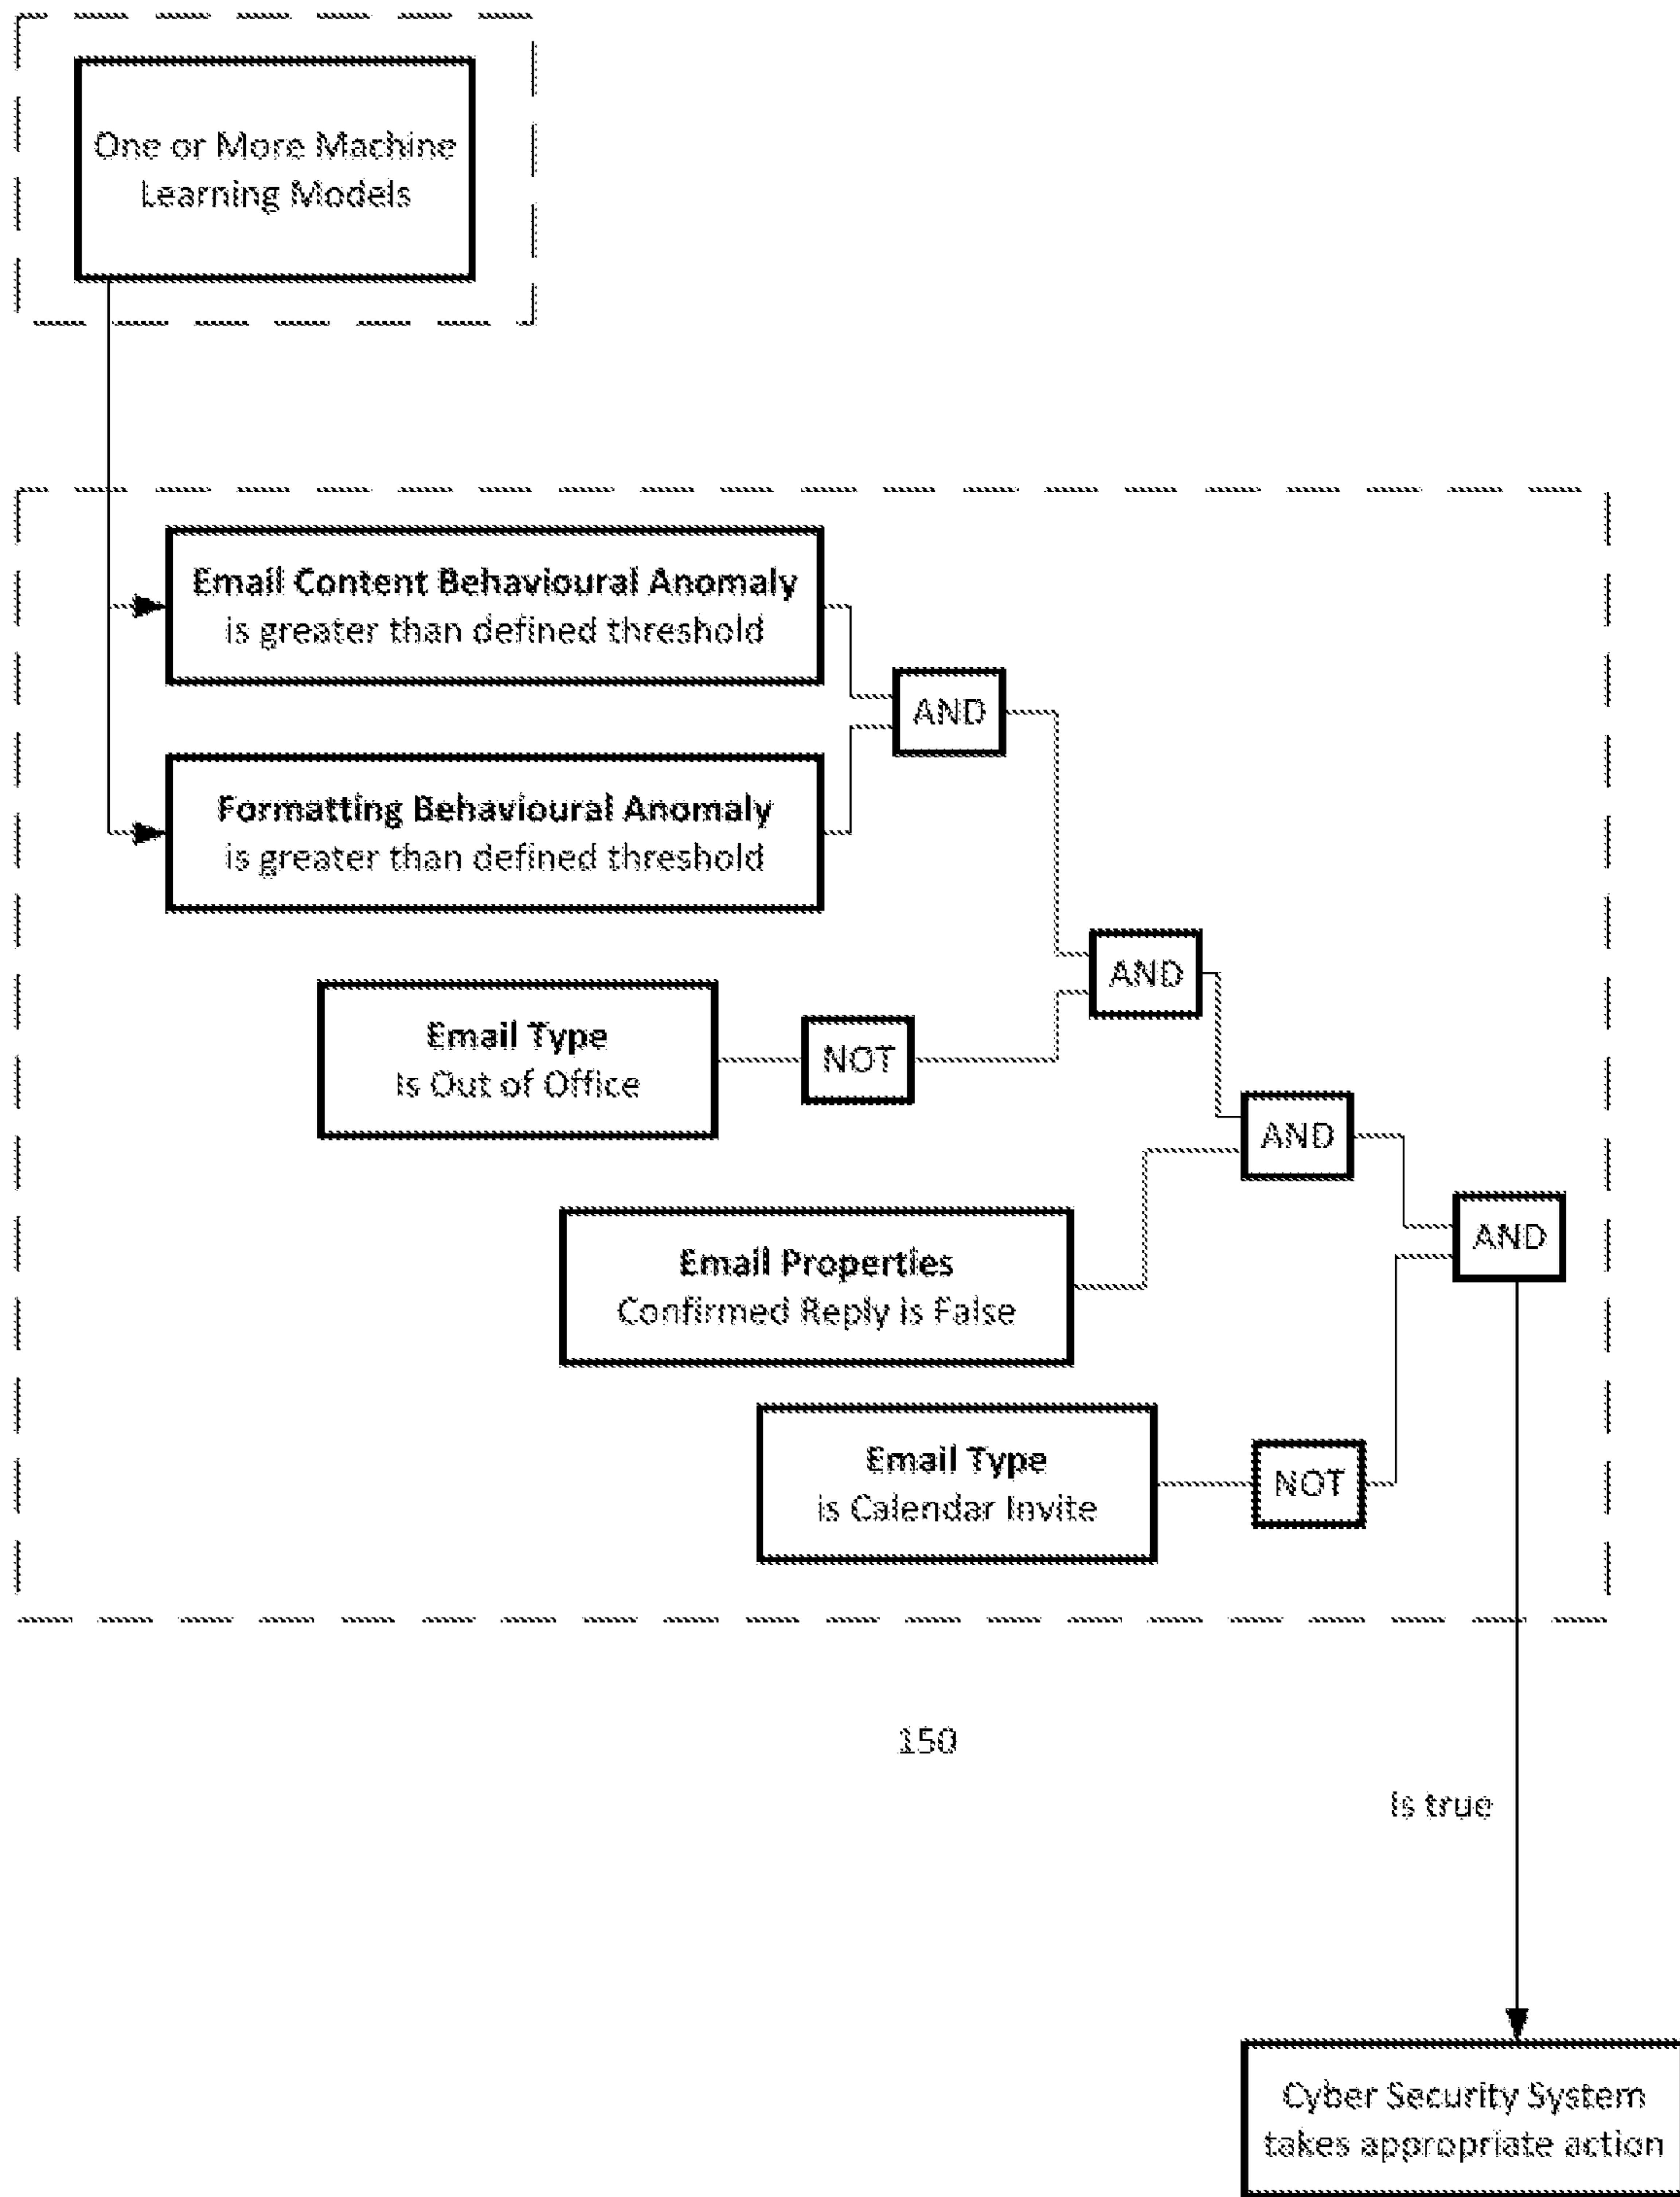 One or More Machine
Learning Models
Email Content Behavioural Anomaly
is greater than defined threshold
AND
Formatting Behavioural Anomaly
is greater than defined threshold
AND
Email Type
Is Out of Office
NOT
AND
Email Properties
Confirmed Reply is False
AND
Email Type
is Calendar Invite
NOT
150
Is true
Cyber Security System
takes appropriate action